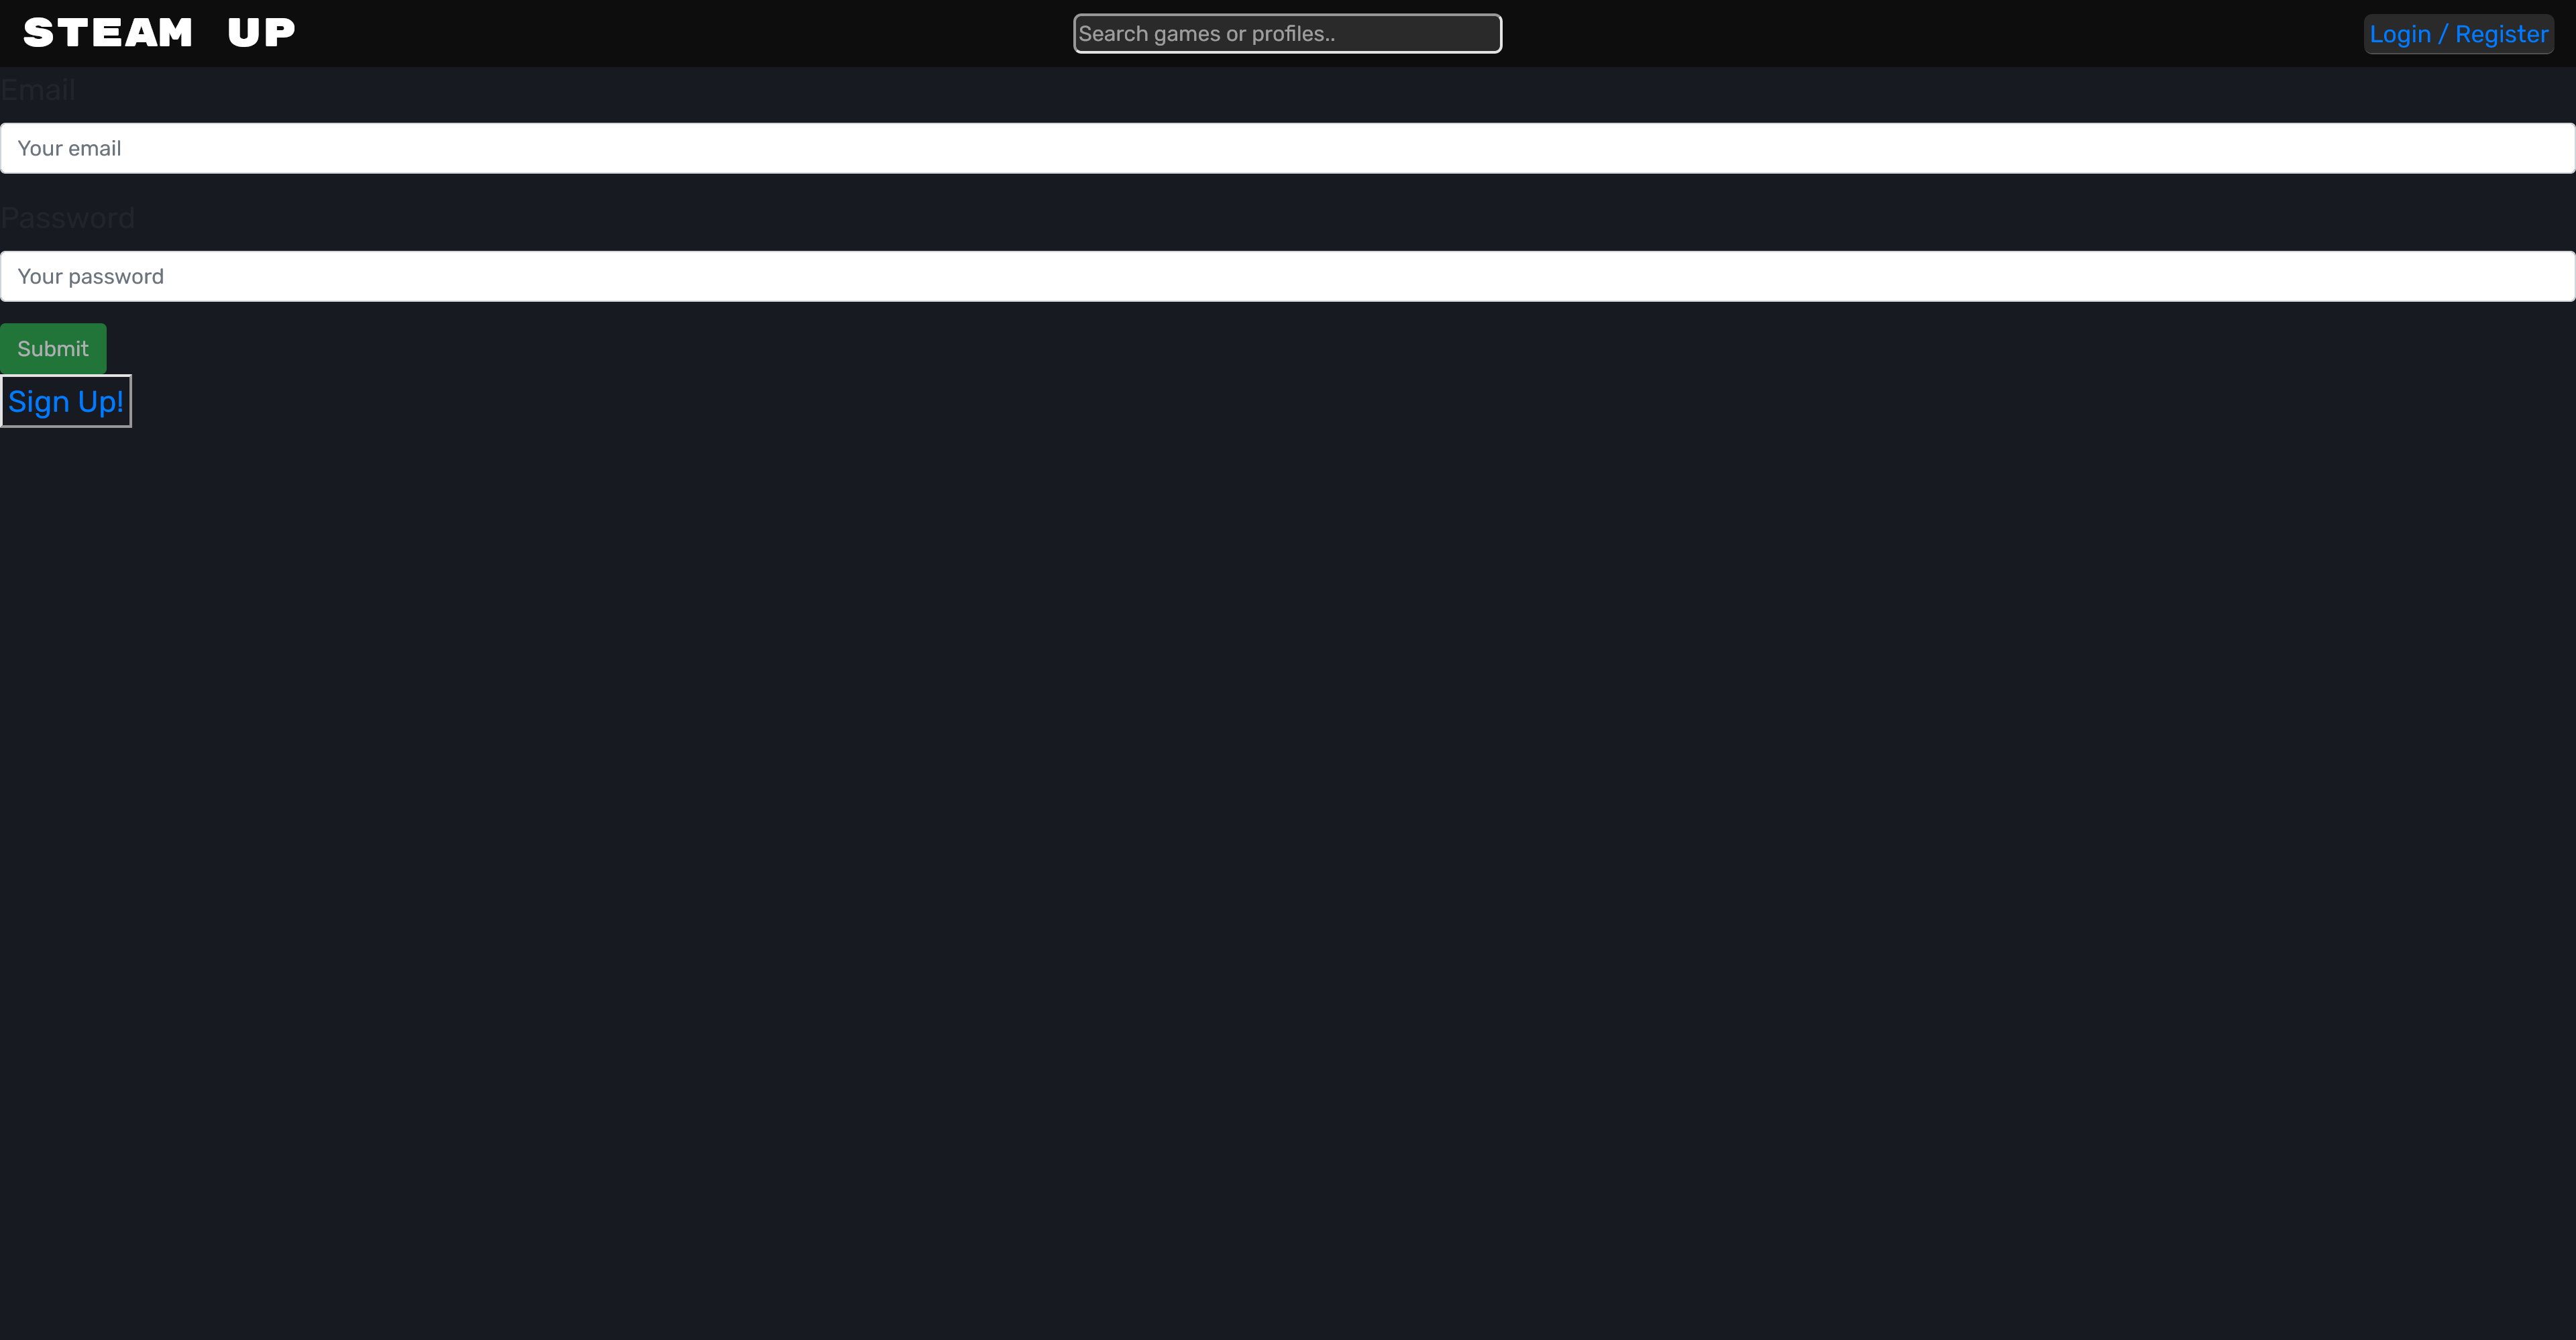 STEAM UP
Search games or profiles..
Login / Register
Email
Your email
Password
Your password
Submit
Sign Up!